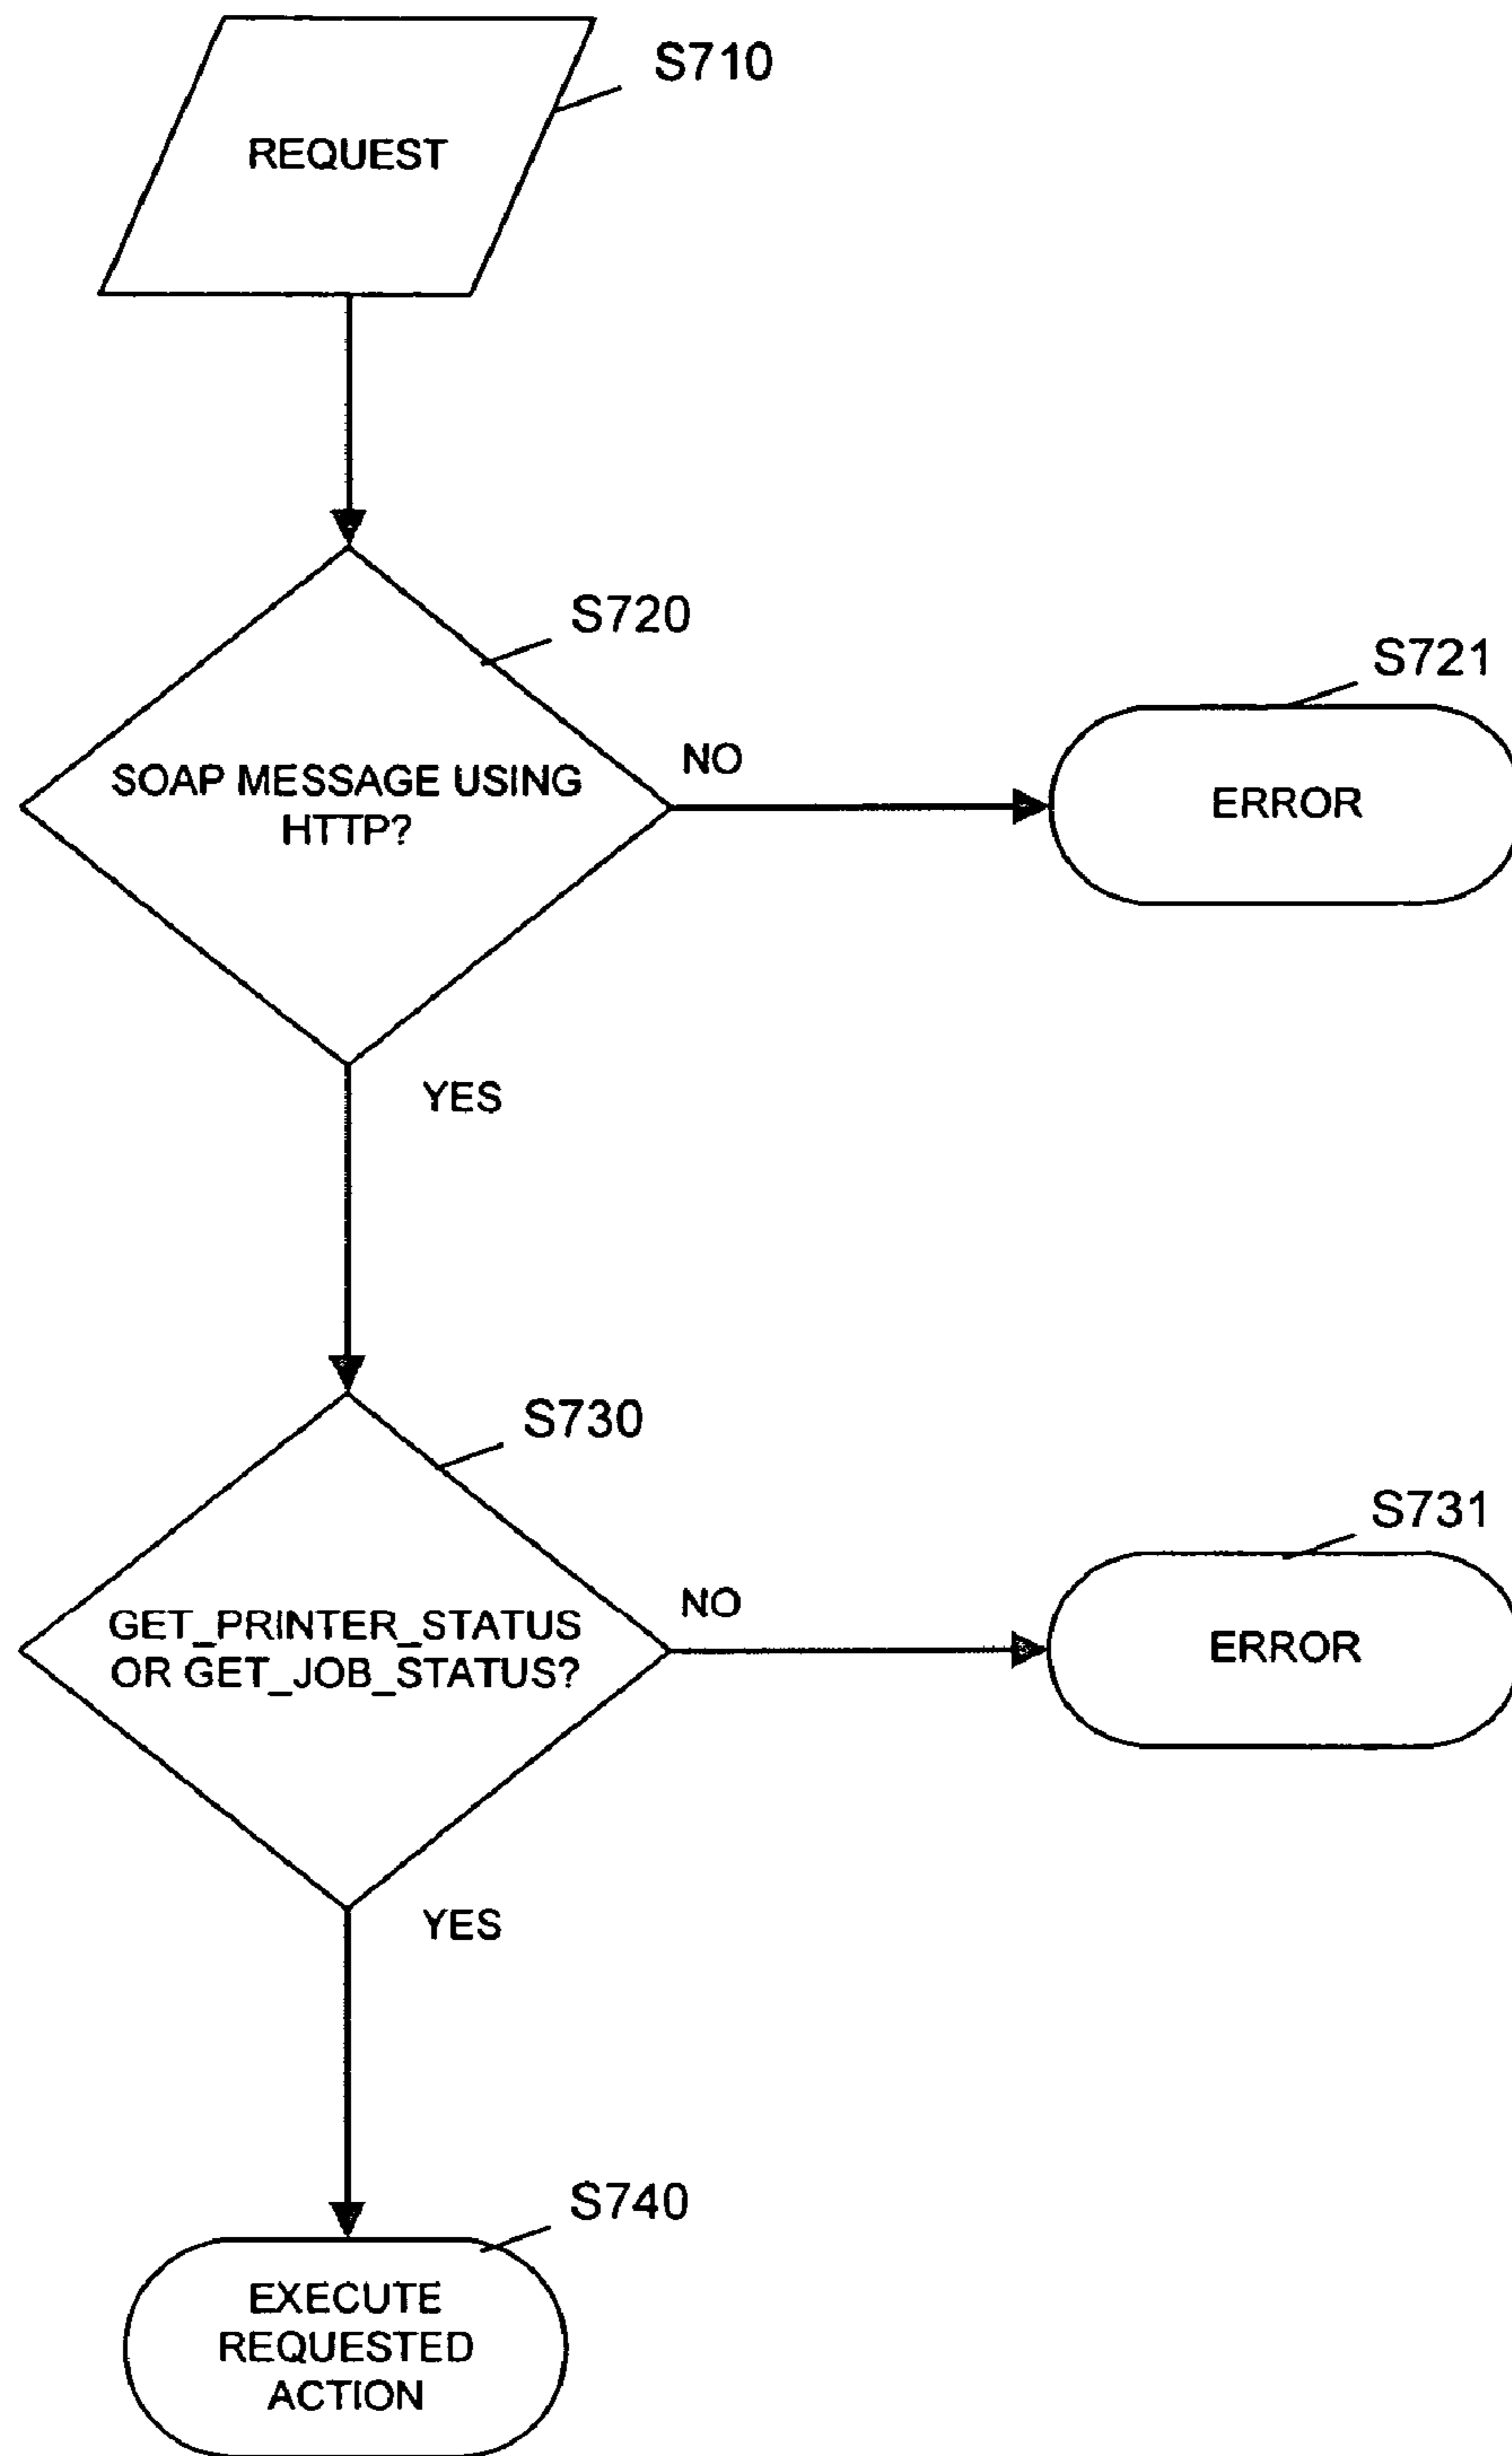 S710
REQUEST
S720
S721
SOAP MESSAGE USING
HTTP?
NO
ERROR
YES
S730
S731
GET_PRINTER_STATUS
OR GET_JOB_STATUS?
NO
ERROR
YES
S740
EXECUTE
REQUESTED
ACTION